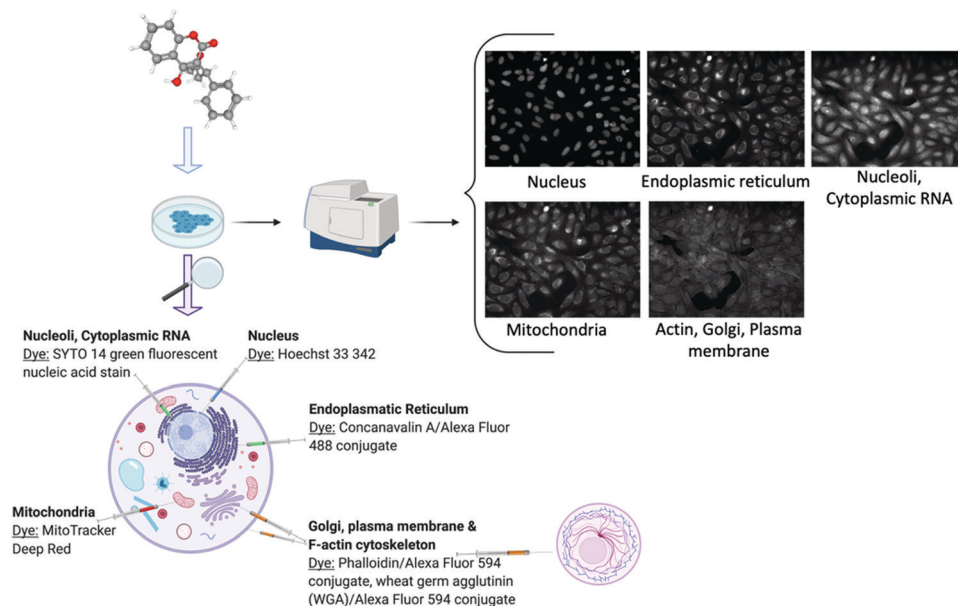 Nucleus
Endoplasmic reticulum
Nucleoli,
Cytoplasmic RNA
Mitochondria
Actin, Golgi, Plasma
membrane
Nucleoli, Cytoplasmic RNA
Dye: SYTO 14 green fluorescent
nucleic acid stain
Nucleus
Dye: Hoechst 33 342
Endoplasmatic Reticulum
Dye: Concanavalin A/Alexa Fluor
488 conjugate
Mitochondria
Dye: MitoTracker
Deep Red
Golgi, plasma membrane &
F-actin cytoskeleton
Dye: Phalloidin/Alexa Fluor 594
conjugate, wheat germ agglutinin
(WGA)/Alexa Fluor 594 conjugate